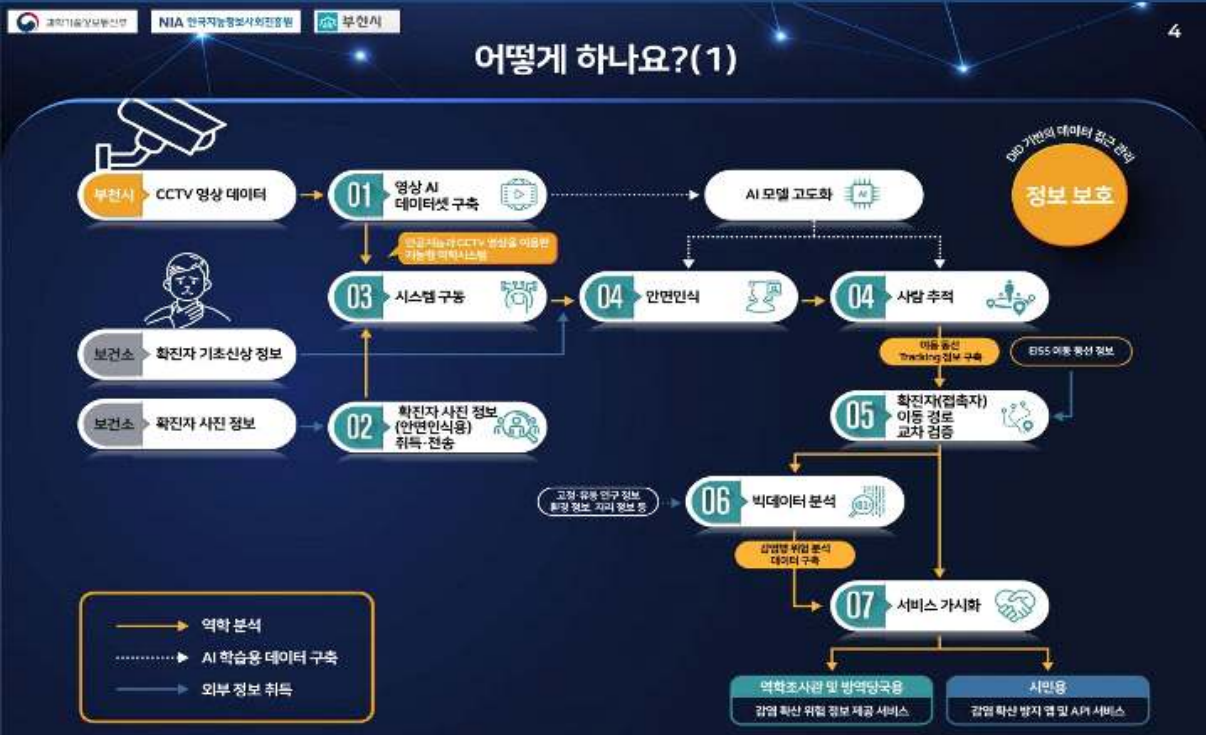 과학기술정보통신부
NIA 한국지능정보사회진흥원
부천시
4
어떻게 하나요?(1)
DID 기반의 데이터 접근 관리
정보 보호
부천시 CCTV 영상 데이터
01 영상 AI
데이터셋 구축
AI 모델 고도화
AI
인공지능과 CCTV 영상을 이용한
지능형 역학시스템
03 시스템 구동
04 안면인식
04 사람 추적
보건소 확진자 기초신상 정보
이동 동선
Tracking 정보 구축
EISS 이동 동선 정보
보건소 확진자 사진 정보
02 확진자 사진 정보
(안면인식용)
취득·전송
05 확진자(접촉자)
이동 경로
교차 검증
고정·유동 인구 정보
환경 정보, 지리 정보 등
06 빅데이터 분석
감염병 위험 분석
데이터 구축
07 서비스 가시화
역학 분석
AI 학습용 데이터 구축
외부 정보 취득
역학조사관 및 방역당국용
감염 확산 위험 정보 제공 서비스
시민용
감염 확산 방지 앱 및 API 서비스